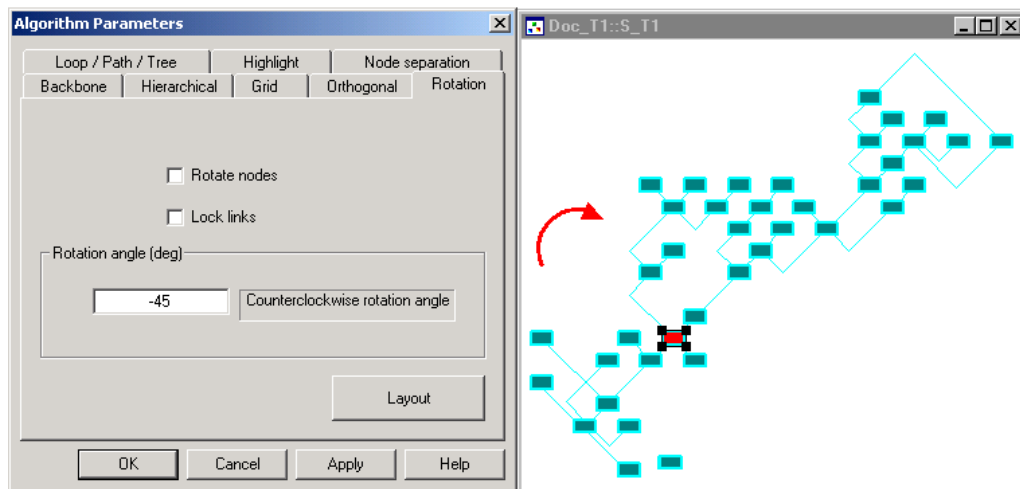 Algorithm Parameters
Loop / Path / Tree Highlight Node separation
Backbone Hierarchical Grid Orthogonal Rotation
Rotate nodes
Lock links
Rotation angle (deg)
-45 Counterclockwise rotation angle
Layout
OK Cancel Apply Help
Doc_T1::S_T1